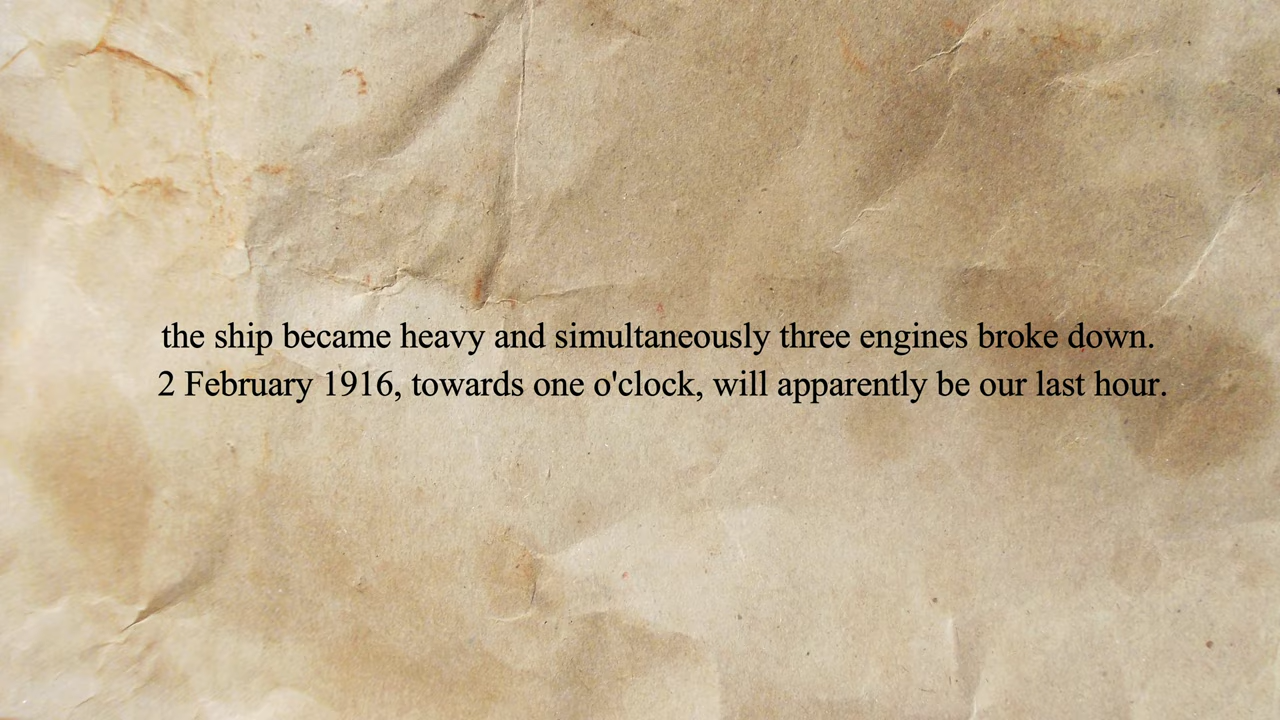 the ship became heavy and simultaneously three engines broke down.
2 February 1916, towards one o'clock, will apparently be our last hour.